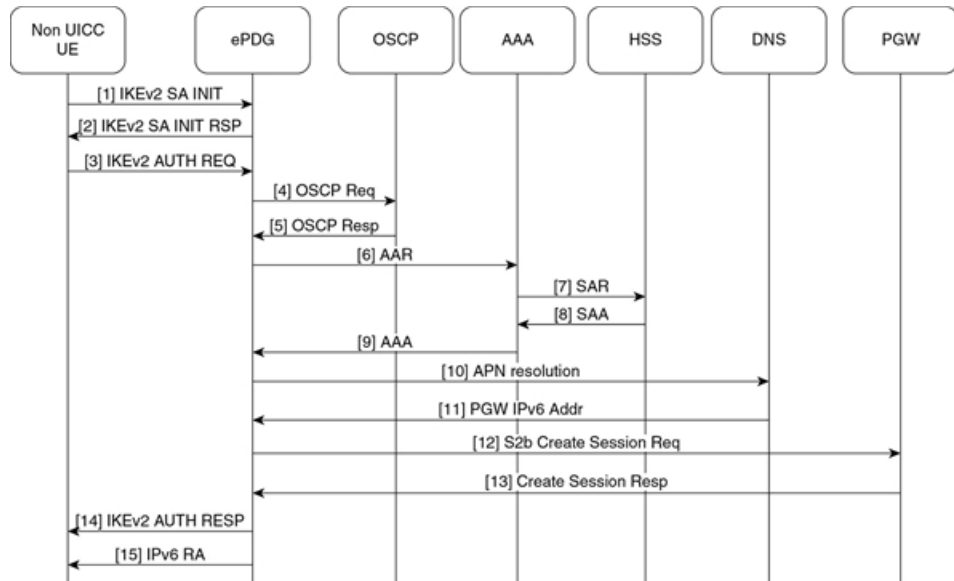 Non UICC
UE
ePDG
OSCP
AAA
HSS
DNS
PGW
[1] IKEv2 SA INIT
[2] IKEv2 SA INIT RSP
[3] IKEv2 AUTH REQ
[4] OSCP Req
[5] OSCP Resp
[6] AAR
[7] SAR
[8] SAA
[9] AAA
[10] APN resolution
[11] PGW IPv6 Addr
[12] S2b Create Session Req
[13] Create Session Resp
[14] IKEv2 AUTH RESP
[15] IPv6 RA